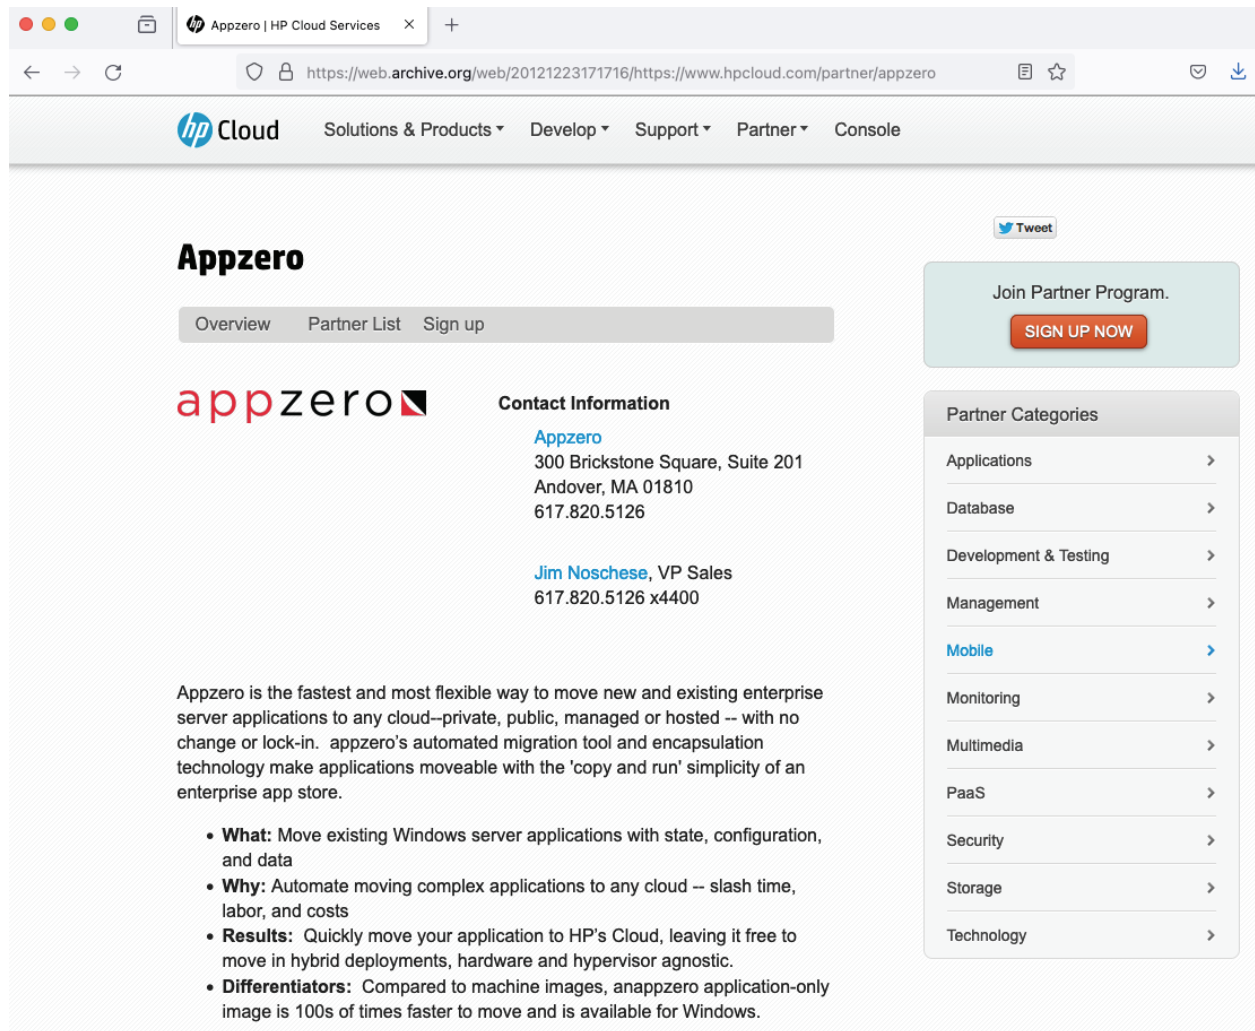 Appzero | HP Cloud Services
https://web.archive.org/web/20121223171716/https://www.hpcloud.com/partner/appzero
hp Cloud
Solutions & Products Develop Support Partner Console
Tweet
Appzero
Join Partner Program.
SIGN UP NOW
Overview Partner List Sign up
appzero
Contact Information
Appzero
300 Brickstone Square, Suite 201
Andover, MA 01810
617.820.5126
Jim Noschese, VP Sales
617.820.5126 x4400
Appzero is the fastest and most flexible way to move new and existing enterprise
server applications to any cloud--private, public, managed or hosted -- with no
change or lock-in.  appzero's automated migration tool and encapsulation
technology make applications moveable with the 'copy and run' simplicity of an
enterprise app store.
• What: Move existing Windows server applications with state, configuration,
and data
• Why: Automate moving complex applications to any cloud -- slash time,
labor, and costs
• Results:  Quickly move your application to HP's Cloud, leaving it free to
move in hybrid deployments, hardware and hypervisor agnostic.
• Differentiators:  Compared to machine images, anappzero application-only
image is 100s of times faster to move and is available for Windows.
Partner Categories
Applications
Database
Development & Testing
Management
Mobile
Monitoring
Multimedia
PaaS
Security
Storage
Technology